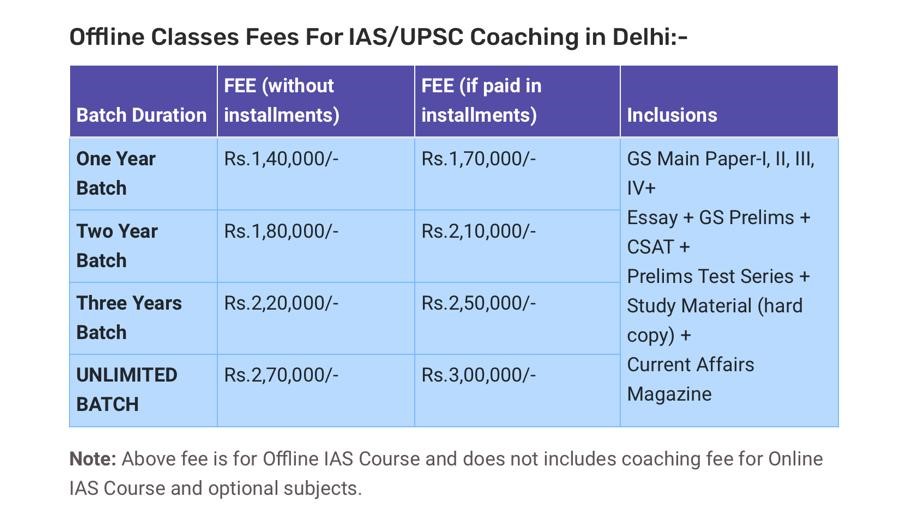 Offline Classes Fees For IAS/UPSC Coaching in Delhi:-
Batch Duration
FEE (without
installments)
FEE (if paid in
installments)
Inclusions
One Year
Batch
Rs.1,40,000/-
Rs.1,70,000/-
Two Year
Batch
Rs.1,80,000/-
Rs.2,10,000/-
Three Years
Batch
Rs.2,20,000/-
Rs.2,50,000/-
UNLIMITED
BATCH
Rs.2,70,000/-
Rs.3,00,000/-
GS Main Paper-I, II, III,
IV+
Essay + GS Prelims +
CSAT +
Prelims Test Series +
Study Material (hard
copy) +
Current Affairs
Magazine
Note: Above fee is for Offline IAS Course and does not includes coaching fee for Online
IAS Course and optional subjects.